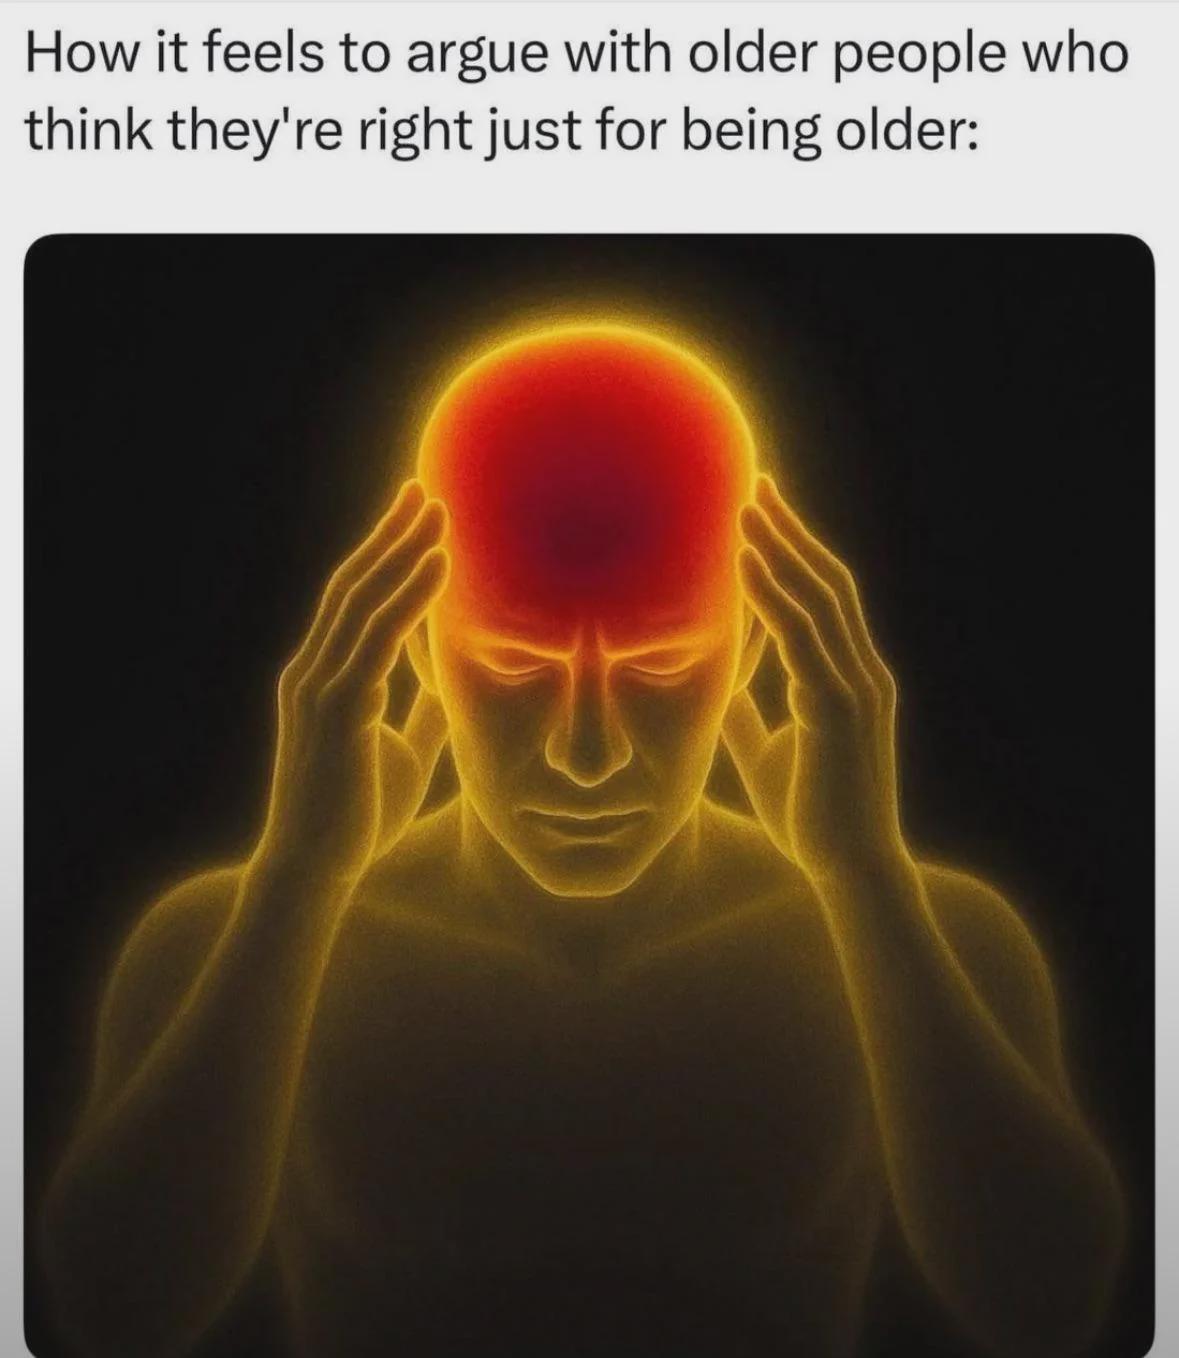 How it feels to argue with older people who
think they're right just for being older: